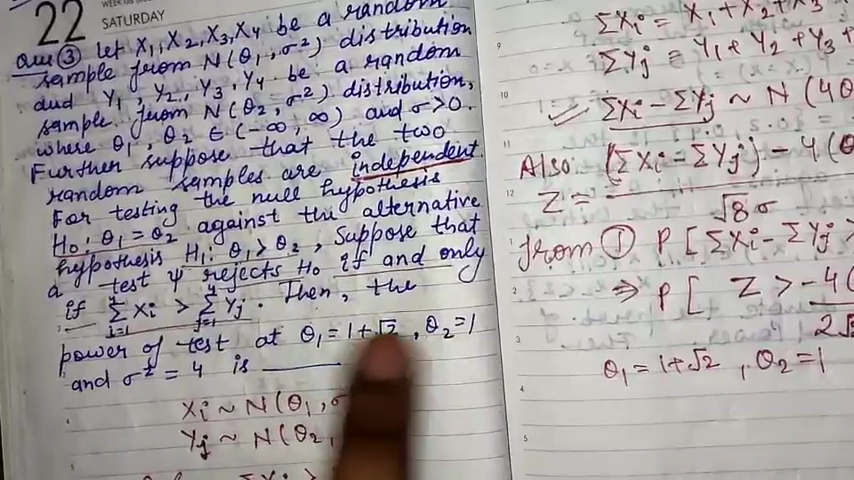 22
SATURDAY
Ques ③ let X₁, X₂, X₃, X₄ be a random
sample from N(θ₁, σ²) distribution
and Y₁, Y₂, Y₃, Y₄ be a random
sample from N(θ₂, σ²) distribution,
where θ₁, θ₂ ∈ (-∞, ∞) and σ>0.
Further suppose that the two
random samples are independent.
For testing the null hypothesis
H₀: θ₁ = θ₂ against the alternative
hypothesis H₁: θ₁ > θ₂, Suppose that
a test ψ rejects H₀ if and only
if Σ Xi > Σ Yj. Then, the
power of test at θ₁ = 1+√2, θ₂ = 1
and σ² = 4 is ______
Xi ~ N(θ₁, σ
Yj ~ N(θ₂,
ΣXi = X₁ + X₂ + X₃
ΣYj = Y₁ + Y₂ + Y₃ +
ΣXi - ΣYj ~ N(4θ
Also (ΣXi - ΣYj) - 4(θ
Z = √8 σ
from ① P[ΣXi - ΣYj >
⇒ P[ Z > -4(
2√
θ₁ = 1+√2, θ₂ = 1